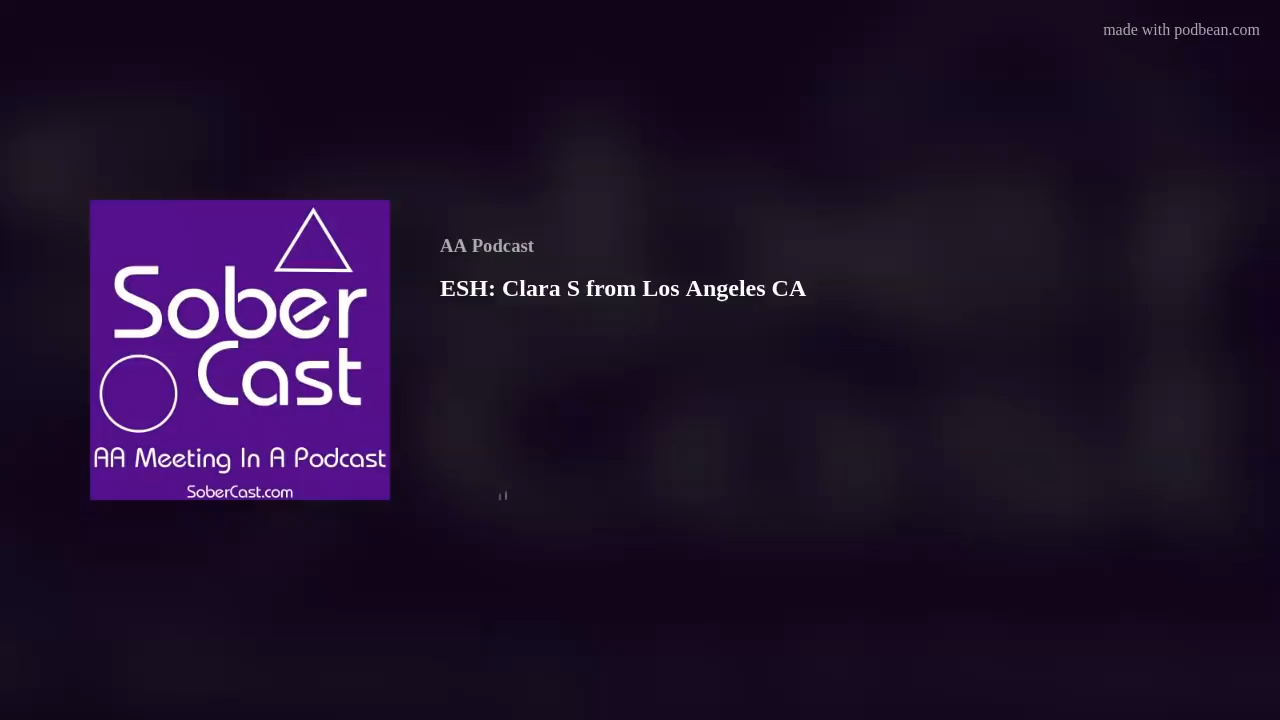 made with podbean.com
Sober
Cast
AA Meeting In A Podcast
SoberCast.com
AA Podcast
ESH: Clara S from Los Angeles CA